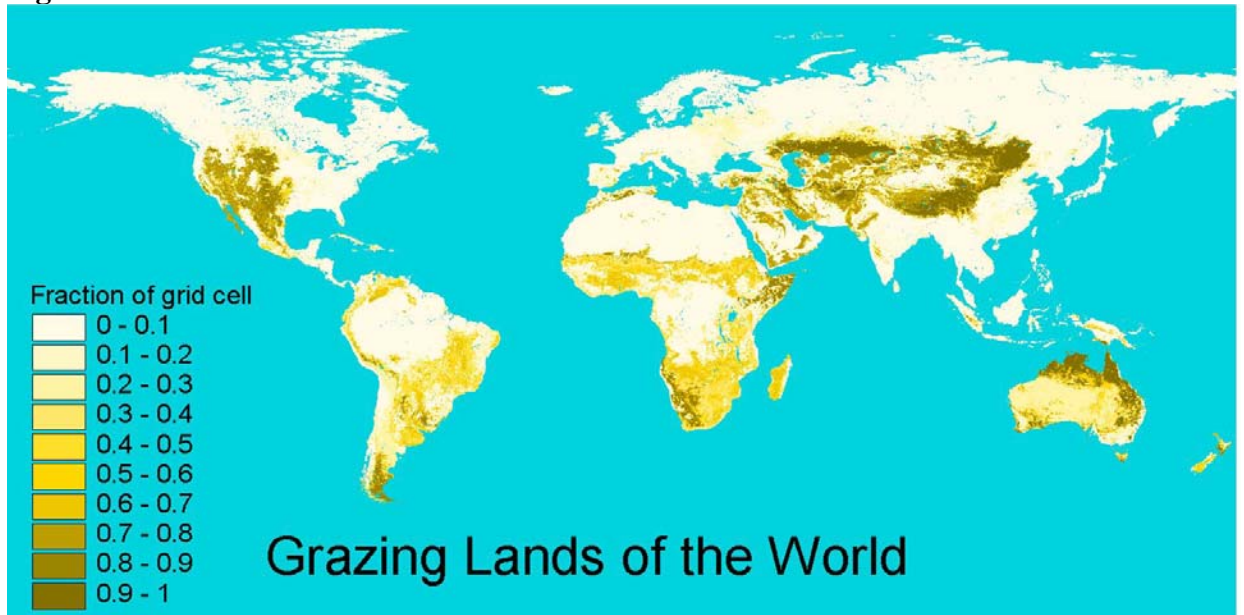 Fraction of grid cell
0 - 0.1
0.1 - 0.2
0.2 - 0.3
0.3 - 0.4
0.4 - 0.5
0.5 - 0.6
0.6 - 0.7
0.7 - 0.8
0.8 - 0.9
0.9 - 1
Grazing Lands of the World